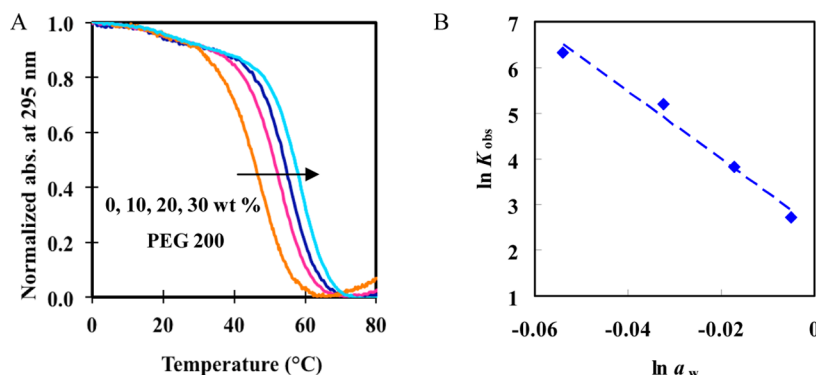 A
Normalized abs. at 295 nm
1.0
0.8
0.6
0.4
0.2
0.0
0, 10, 20, 30 wt %
PEG 200
0
20
40
60
80
Temperature (°C)
B
ln K obs
7
6
5
4
3
2
1
-0.06
-0.04
-0.02
0
ln a w